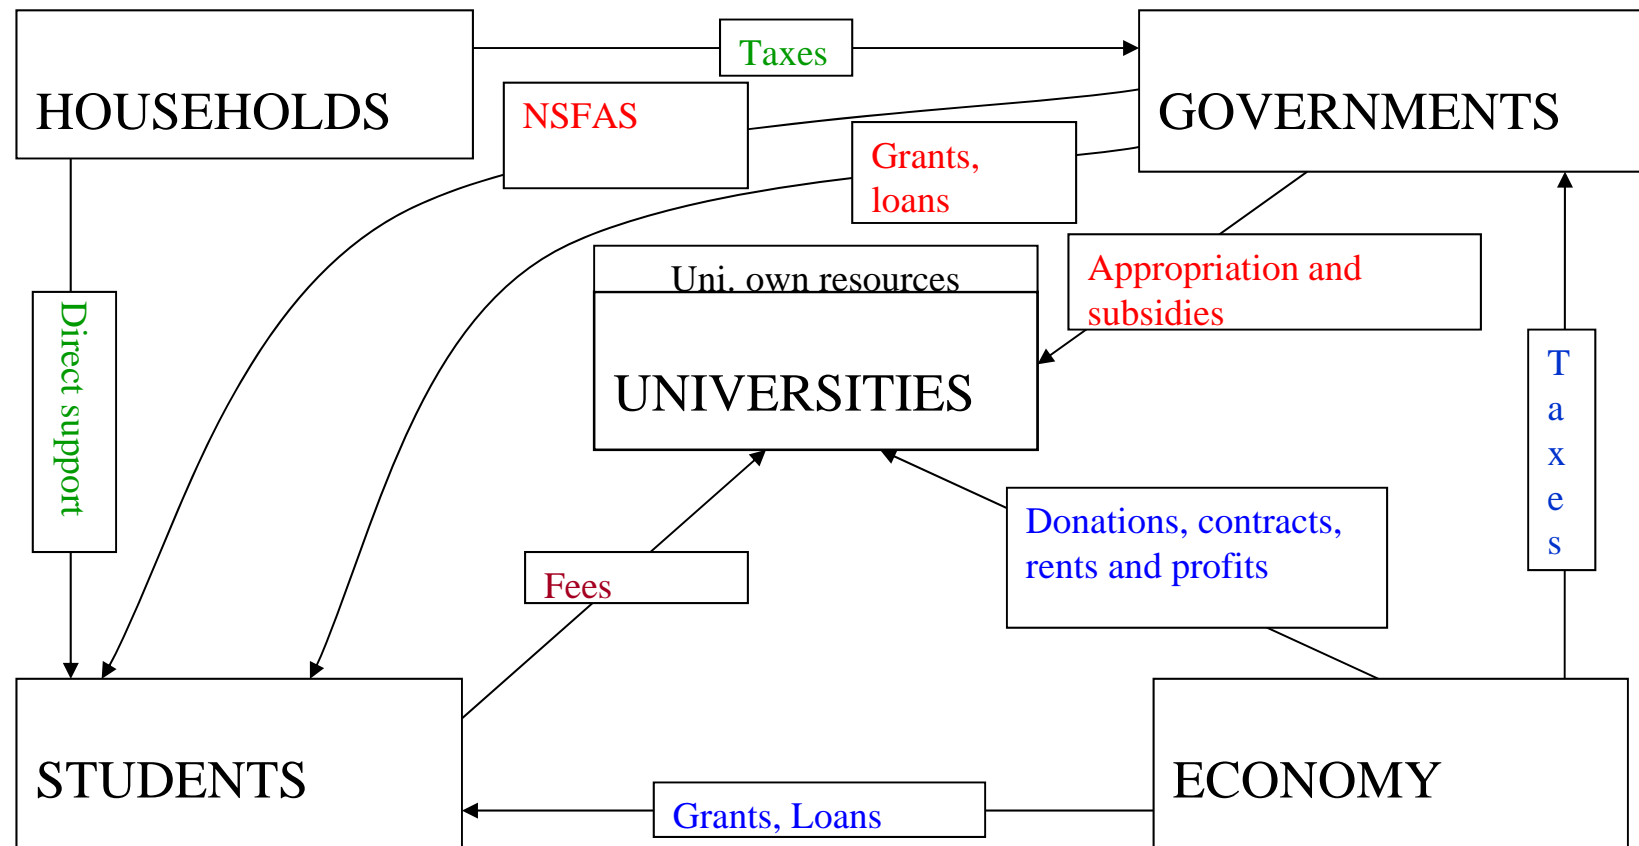 Taxes
HOUSEHOLDS
GOVERNMENTS
NSFAS
Grants,
loans
Uni. own resources
Appropriation and
subsidies
Direct support
UNIVERSITIES
T
a
x
e
s
Donations, contracts,
rents and profits
Fees
STUDENTS
ECONOMY
Grants, Loans